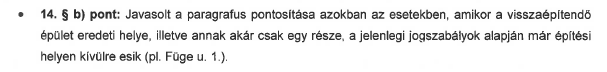 • 14. § b) pont: Javasolt a paragrafus pontosítása azokban az esetekben, amikor a visszaépítendő
épület eredeti helye, illetve annak akár csak egy része, a jelenlegi jogszabályok alapján már építési
helyen kívülre esik (pl. Füge u. 1.).